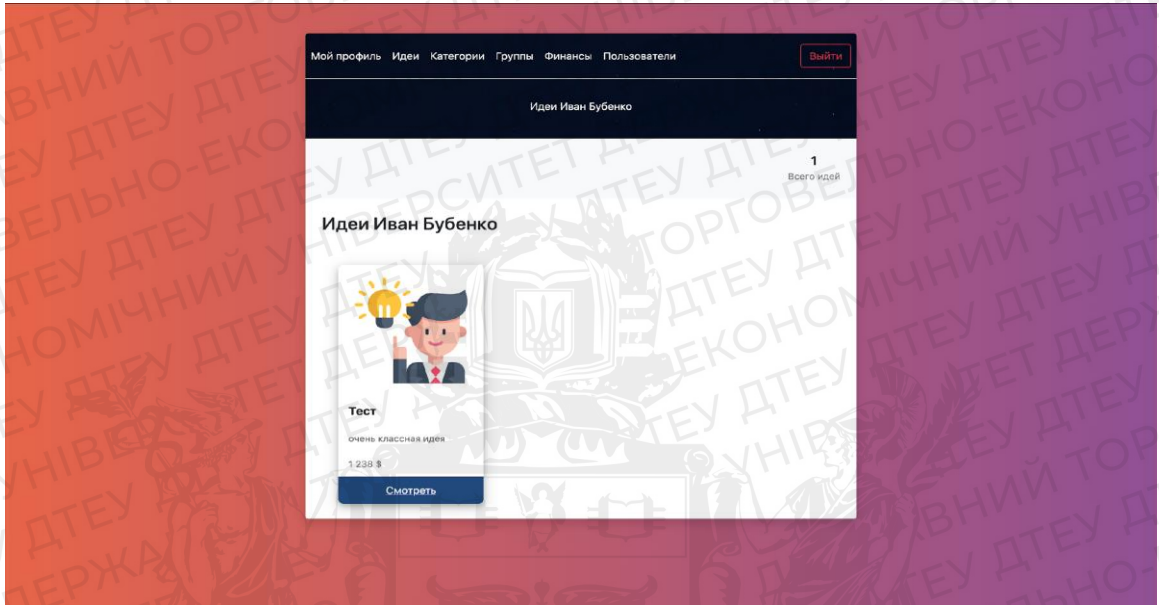 Мой профиль Идеи Категории Группы Финансы Пользователи Выйти
Идеи Иван Бубенко
1
Всего идей
Идеи Иван Бубенко
Тест
очень классная идея
1 238 $
Смотреть